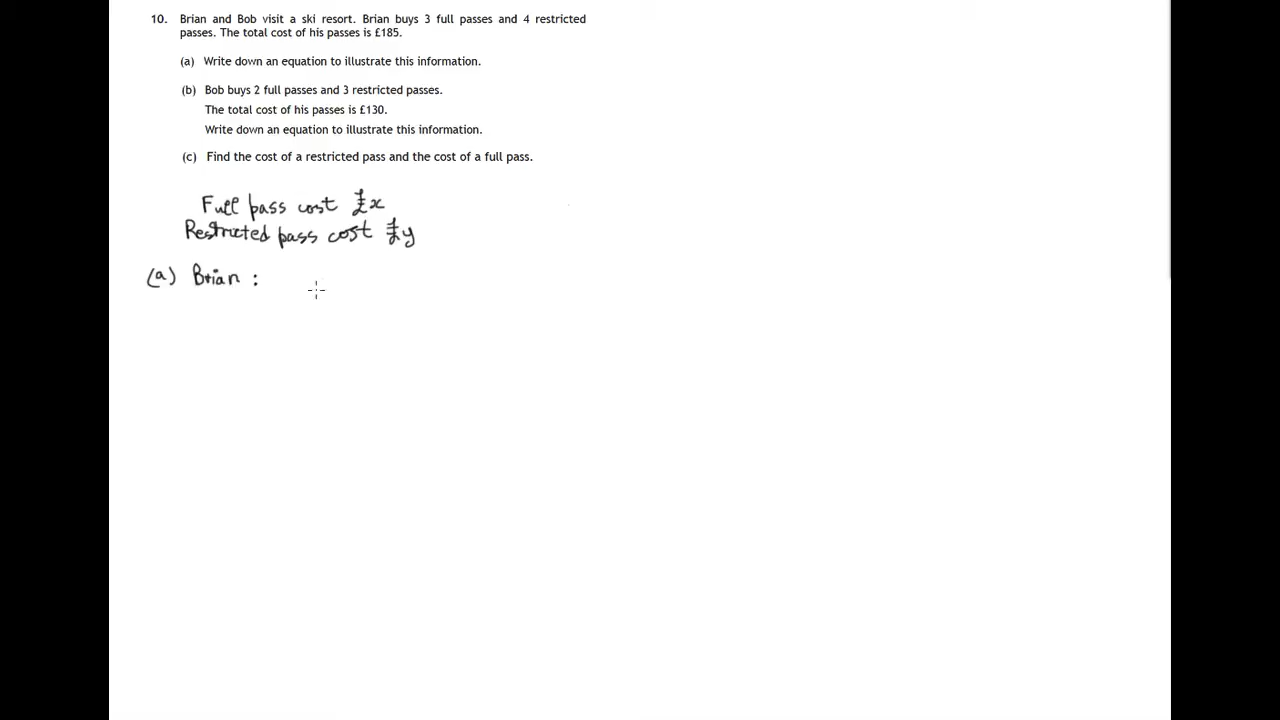 10. Brian and Bob visit a ski resort. Brian buys 3 full passes and 4 restricted
passes. The total cost of his passes is £185.
(a) Write down an equation to illustrate this information.
(b) Bob buys 2 full passes and 3 restricted passes.
The total cost of his passes is £130.
Write down an equation to illustrate this information.
(c) Find the cost of a restricted pass and the cost of a full pass.
Full pass cost £x
Restricted pass cost £y
(a) Brian :